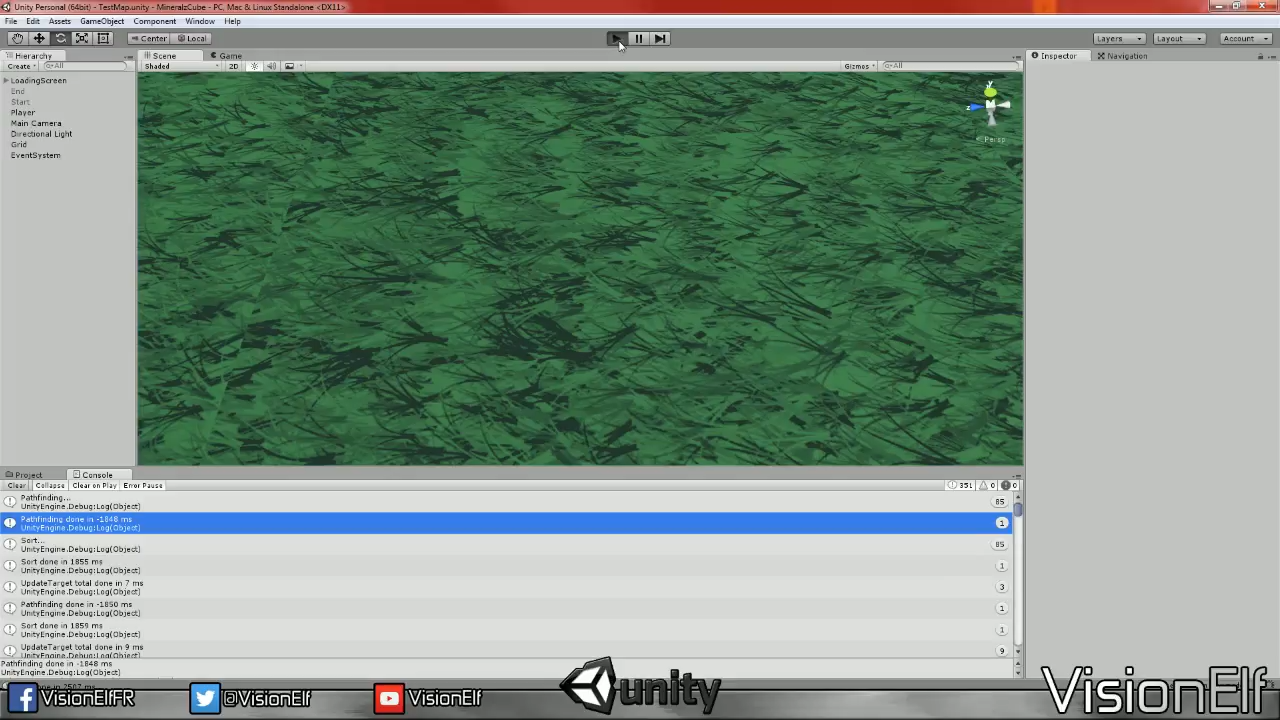 Unity Personal (64bit) - TestMap.unity - MineralzCube - PC, Mac & Linux Standalone <DX11>
File Edit Assets GameObject Component Window Help
Center Local
Layers Layout Account
Hierarchy
Create All
LoadingScreen
End
Start
Player
Main Camera
Directional Light
Grid
EventSystem
Scene Game
Shaded 2D Gizmos All
y
z
Persp
Inspector Navigation
Project Console
Clear Collapse Clear on Play Error Pause 351 0 0
Pathfinding... 85
UnityEngine.Debug:Log(Object)
Pathfinding done in -1848 ms 1
UnityEngine.Debug:Log(Object)
Sort... 85
UnityEngine.Debug:Log(Object)
Sort done in 1855 ms 1
UnityEngine.Debug:Log(Object)
UpdateTarget total done in 7 ms 3
UnityEngine.Debug:Log(Object)
Pathfinding done in -1850 ms 1
UnityEngine.Debug:Log(Object)
Sort done in 1859 ms 1
UnityEngine.Debug:Log(Object)
UpdateTarget total done in 9 ms 9
Pathfinding done in -1848 ms
UnityEngine.Debug:Log(Object)
VisionElfFR @VisionElf VisionElf unity VisionElf